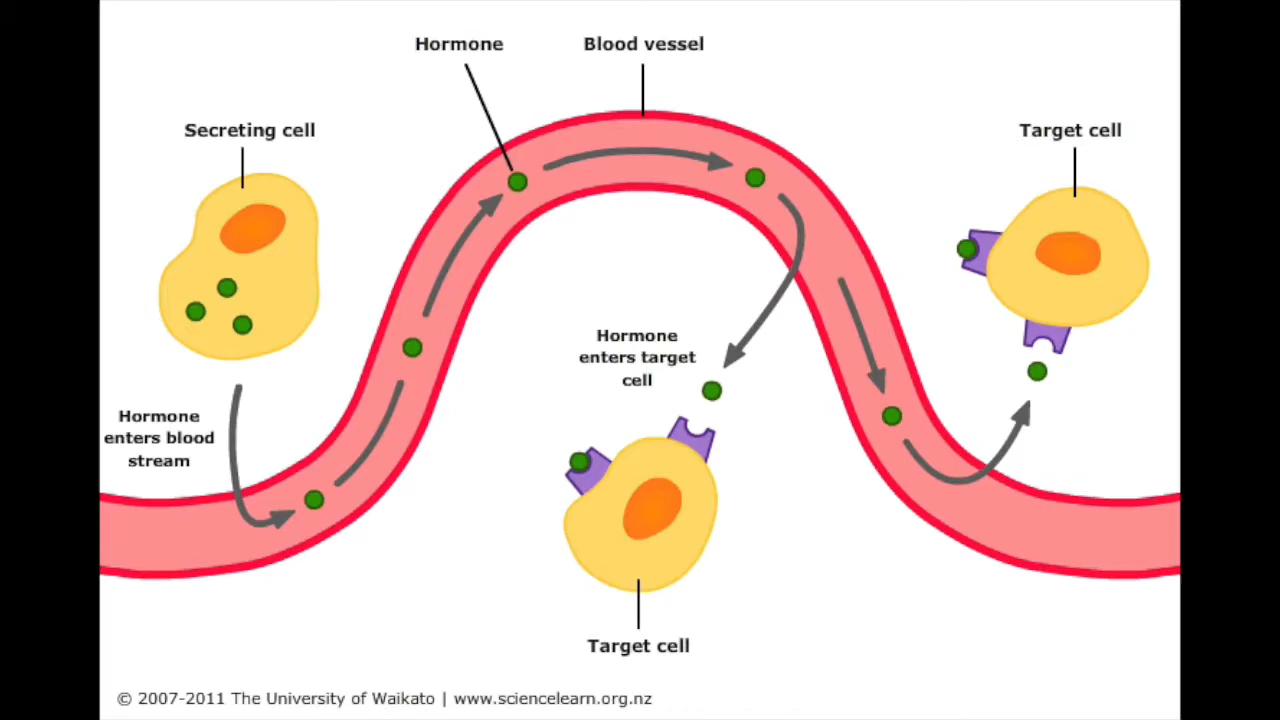 Hormone
Blood vessel
Secreting cell
Target cell
Hormone
enters target
cell
Hormone
enters blood
stream
Target cell
© 2007-2011 The University of Waikato | www.sciencelearn.org.nz